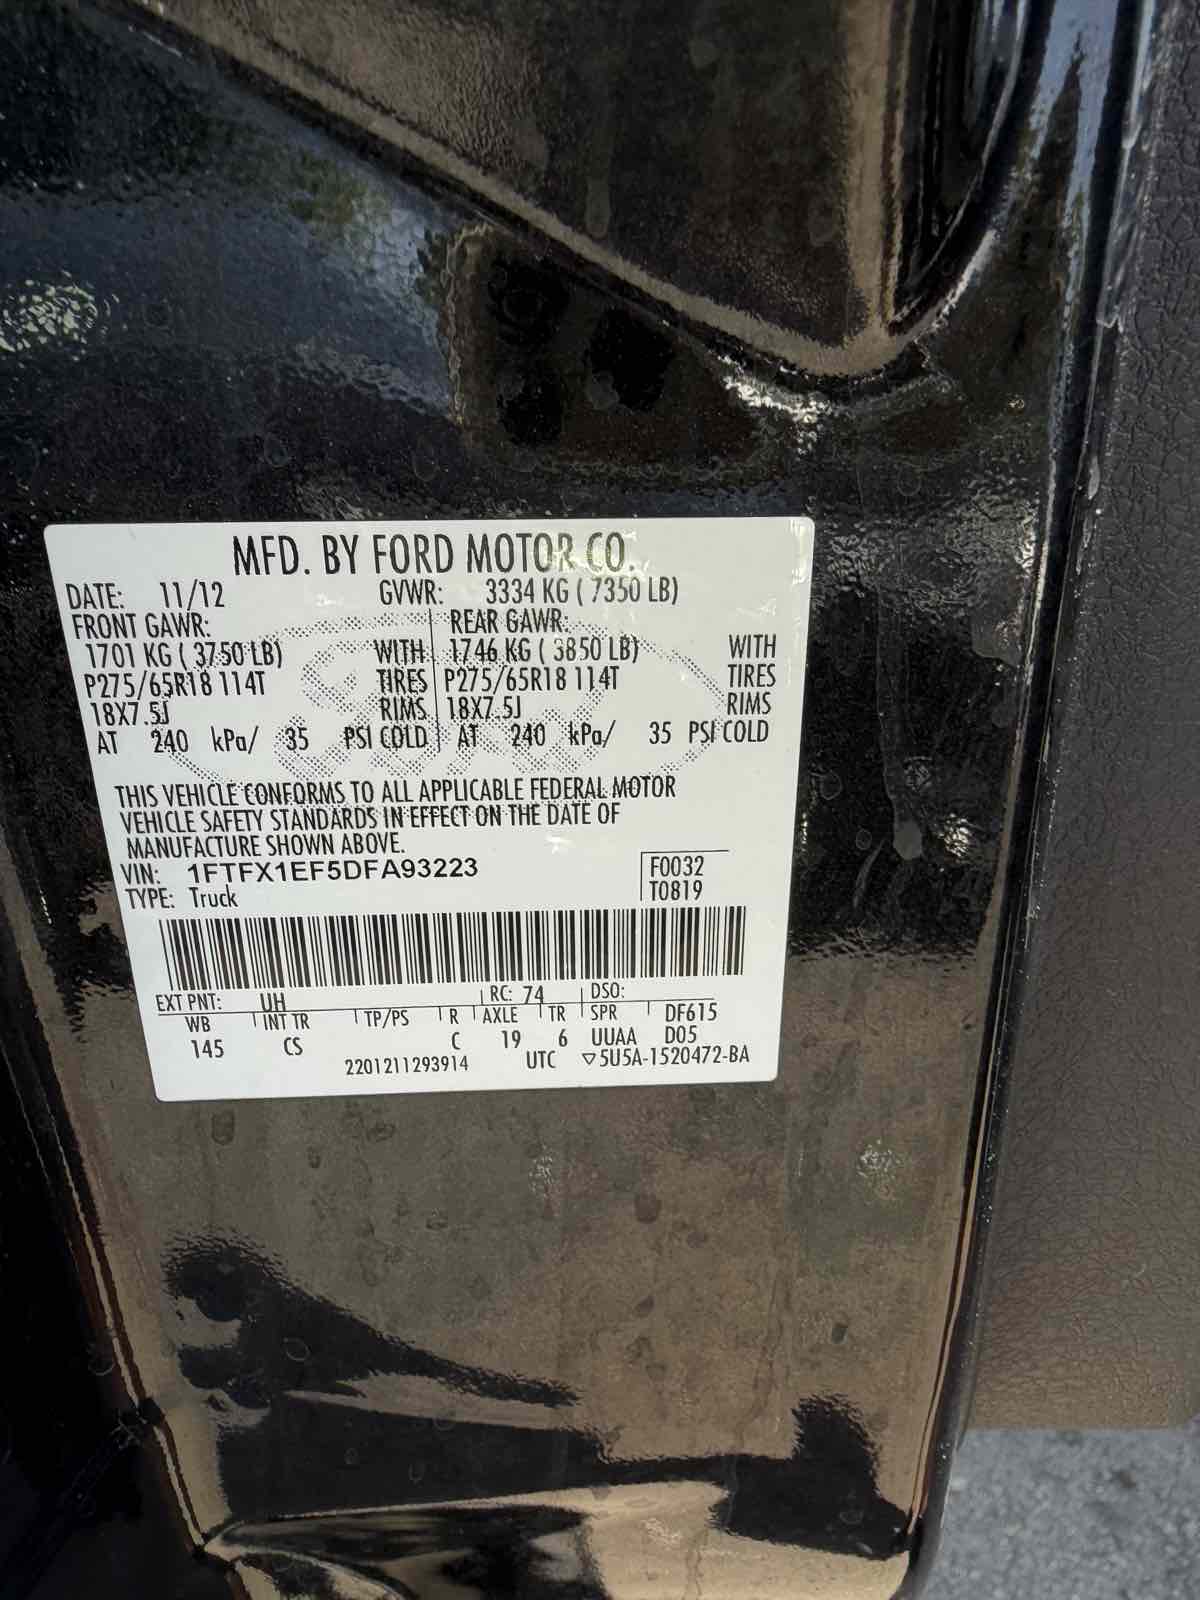 MFD. BY FORD MOTOR CO.
DATE: 11/12 GVWR: 3334 KG ( 7350 LB)
FRONT GAWR: REAR GAWR:
1701 KG ( 3750 LB) WITH 1746 KG ( 3850 LB) WITH
P275/65R18 114T TIRES P275/65R18 114T TIRES
18X7.5J RIMS 18X7.5J RIMS
AT 240 kPa/ 35 PSI COLD AT 240 kPa/ 35 PSI COLD
THIS VEHICLE CONFORMS TO ALL APPLICABLE FEDERAL MOTOR
VEHICLE SAFETY STANDARDS IN EFFECT ON THE DATE OF
MANUFACTURE SHOWN ABOVE.
VIN: 1FTFX1EF5DFA93223 F0032
TYPE: Truck T0819
EXT PNT: UH RC: 74 DSO:
WB INT TR TP/PS R AXLE TR SPR DF615
145 CS C 19 6 UUAA D05
2201211293914 UTC ▽5U5A-1520472-BA